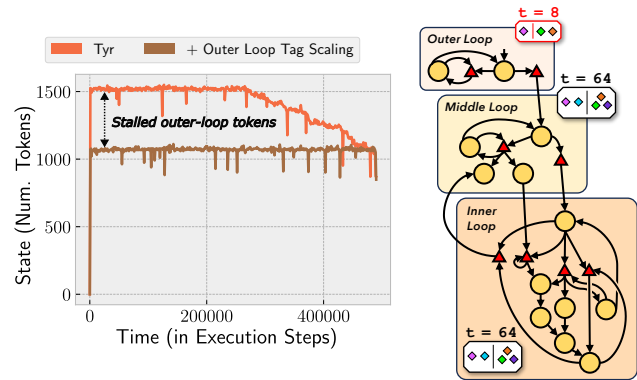 Tyr
+ Outer Loop Tag Scaling
State (Num. Tokens)
1500
1000
500
0
Stalled outer-loop tokens
0
200000
400000
Time (in Execution Steps)
t = 8
Outer Loop
t = 64
Middle Loop
Inner
Loop
t = 64